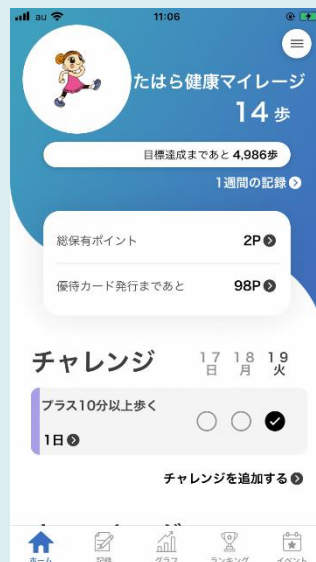 au 11:06
たはら健康マイレージ
14 歩
目標達成まであと 4,986歩
1週間の記録
総保有ポイント 2P
優待カード発行まであと 98P
チャレンジ 17 18 19
日 月 火
プラス10分以上歩く
1日
チャレンジを追加する
ホーム 記録 グラフ ランキング イベント